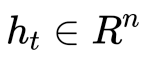 h_t ∈ R^n